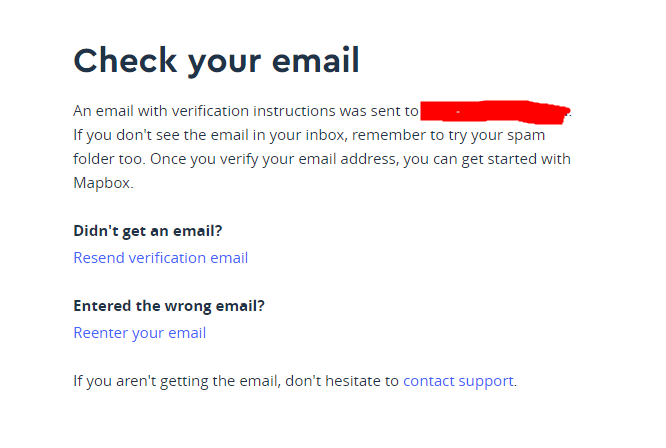 Check your email
An email with verification instructions was sent to
If you don't see the email in your inbox, remember to try your spam
folder too. Once you verify your email address, you can get started with
Mapbox.
Didn't get an email?
Resend verification email
Entered the wrong email?
Reenter your email
If you aren't getting the email, don't hesitate to contact support.